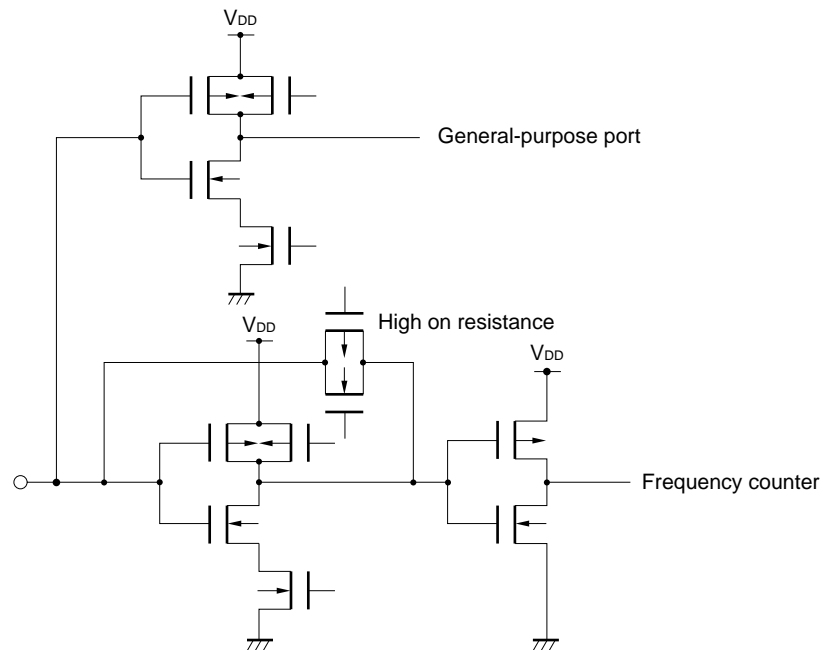 VDD
General-purpose port
VDD
High on resistance
VDD
Frequency counter